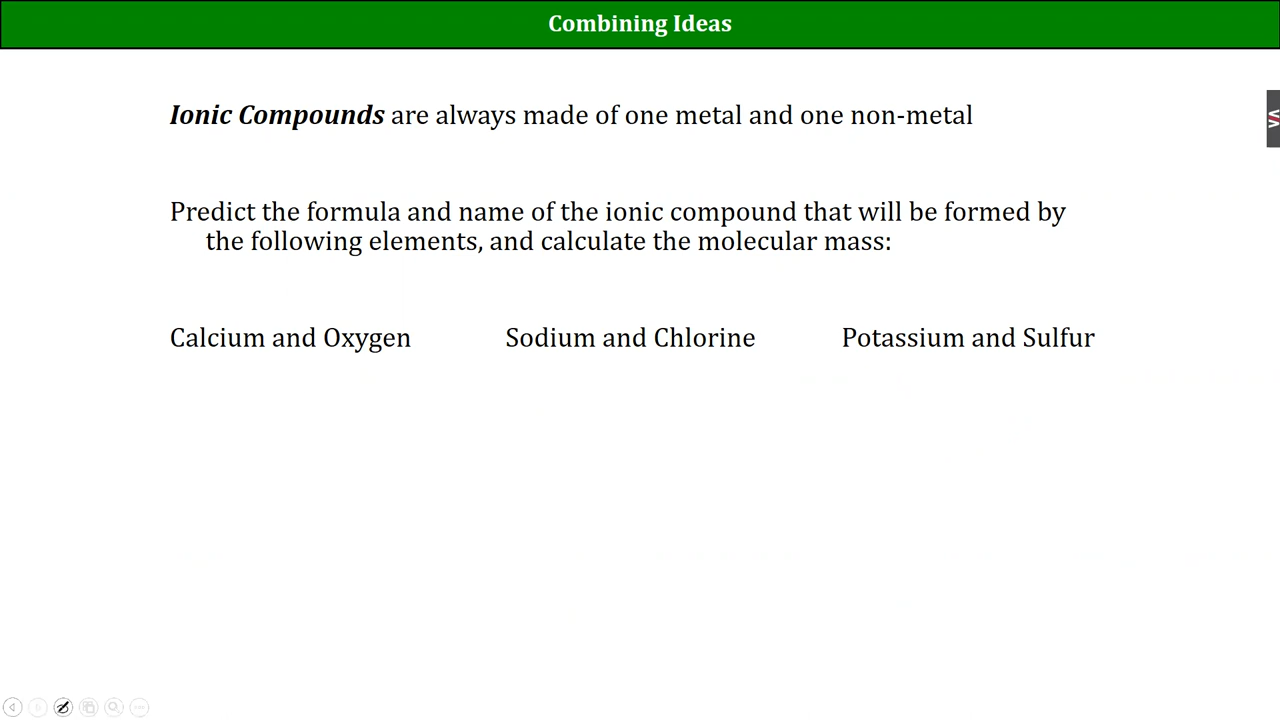 Combining Ideas
Ionic Compounds are always made of one metal and one non-metal
Predict the formula and name of the ionic compound that will be formed by
the following elements, and calculate the molecular mass:
Calcium and Oxygen Sodium and Chlorine Potassium and Sulfur